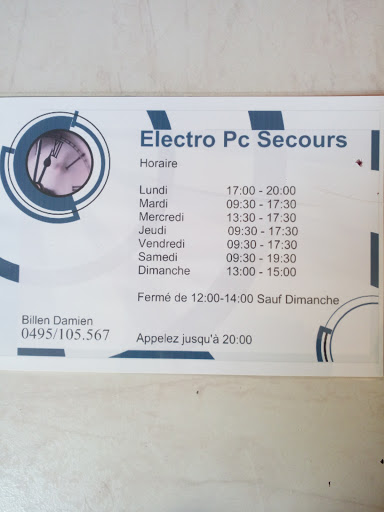 Electro Pc Secours
Horaire
Lundi 17:00 - 20:00
Mardi 09:30 - 17:30
Mercredi 13:30 - 17:30
Jeudi 09:30 - 17:30
Vendredi 09:30 - 17:30
Samedi 09:30 - 19:30
Dimanche 13:00 - 15:00
Fermé de 12:00-14:00 Sauf Dimanche
Billen Damien
0495/105.567
Appelez jusqu'à 20:00